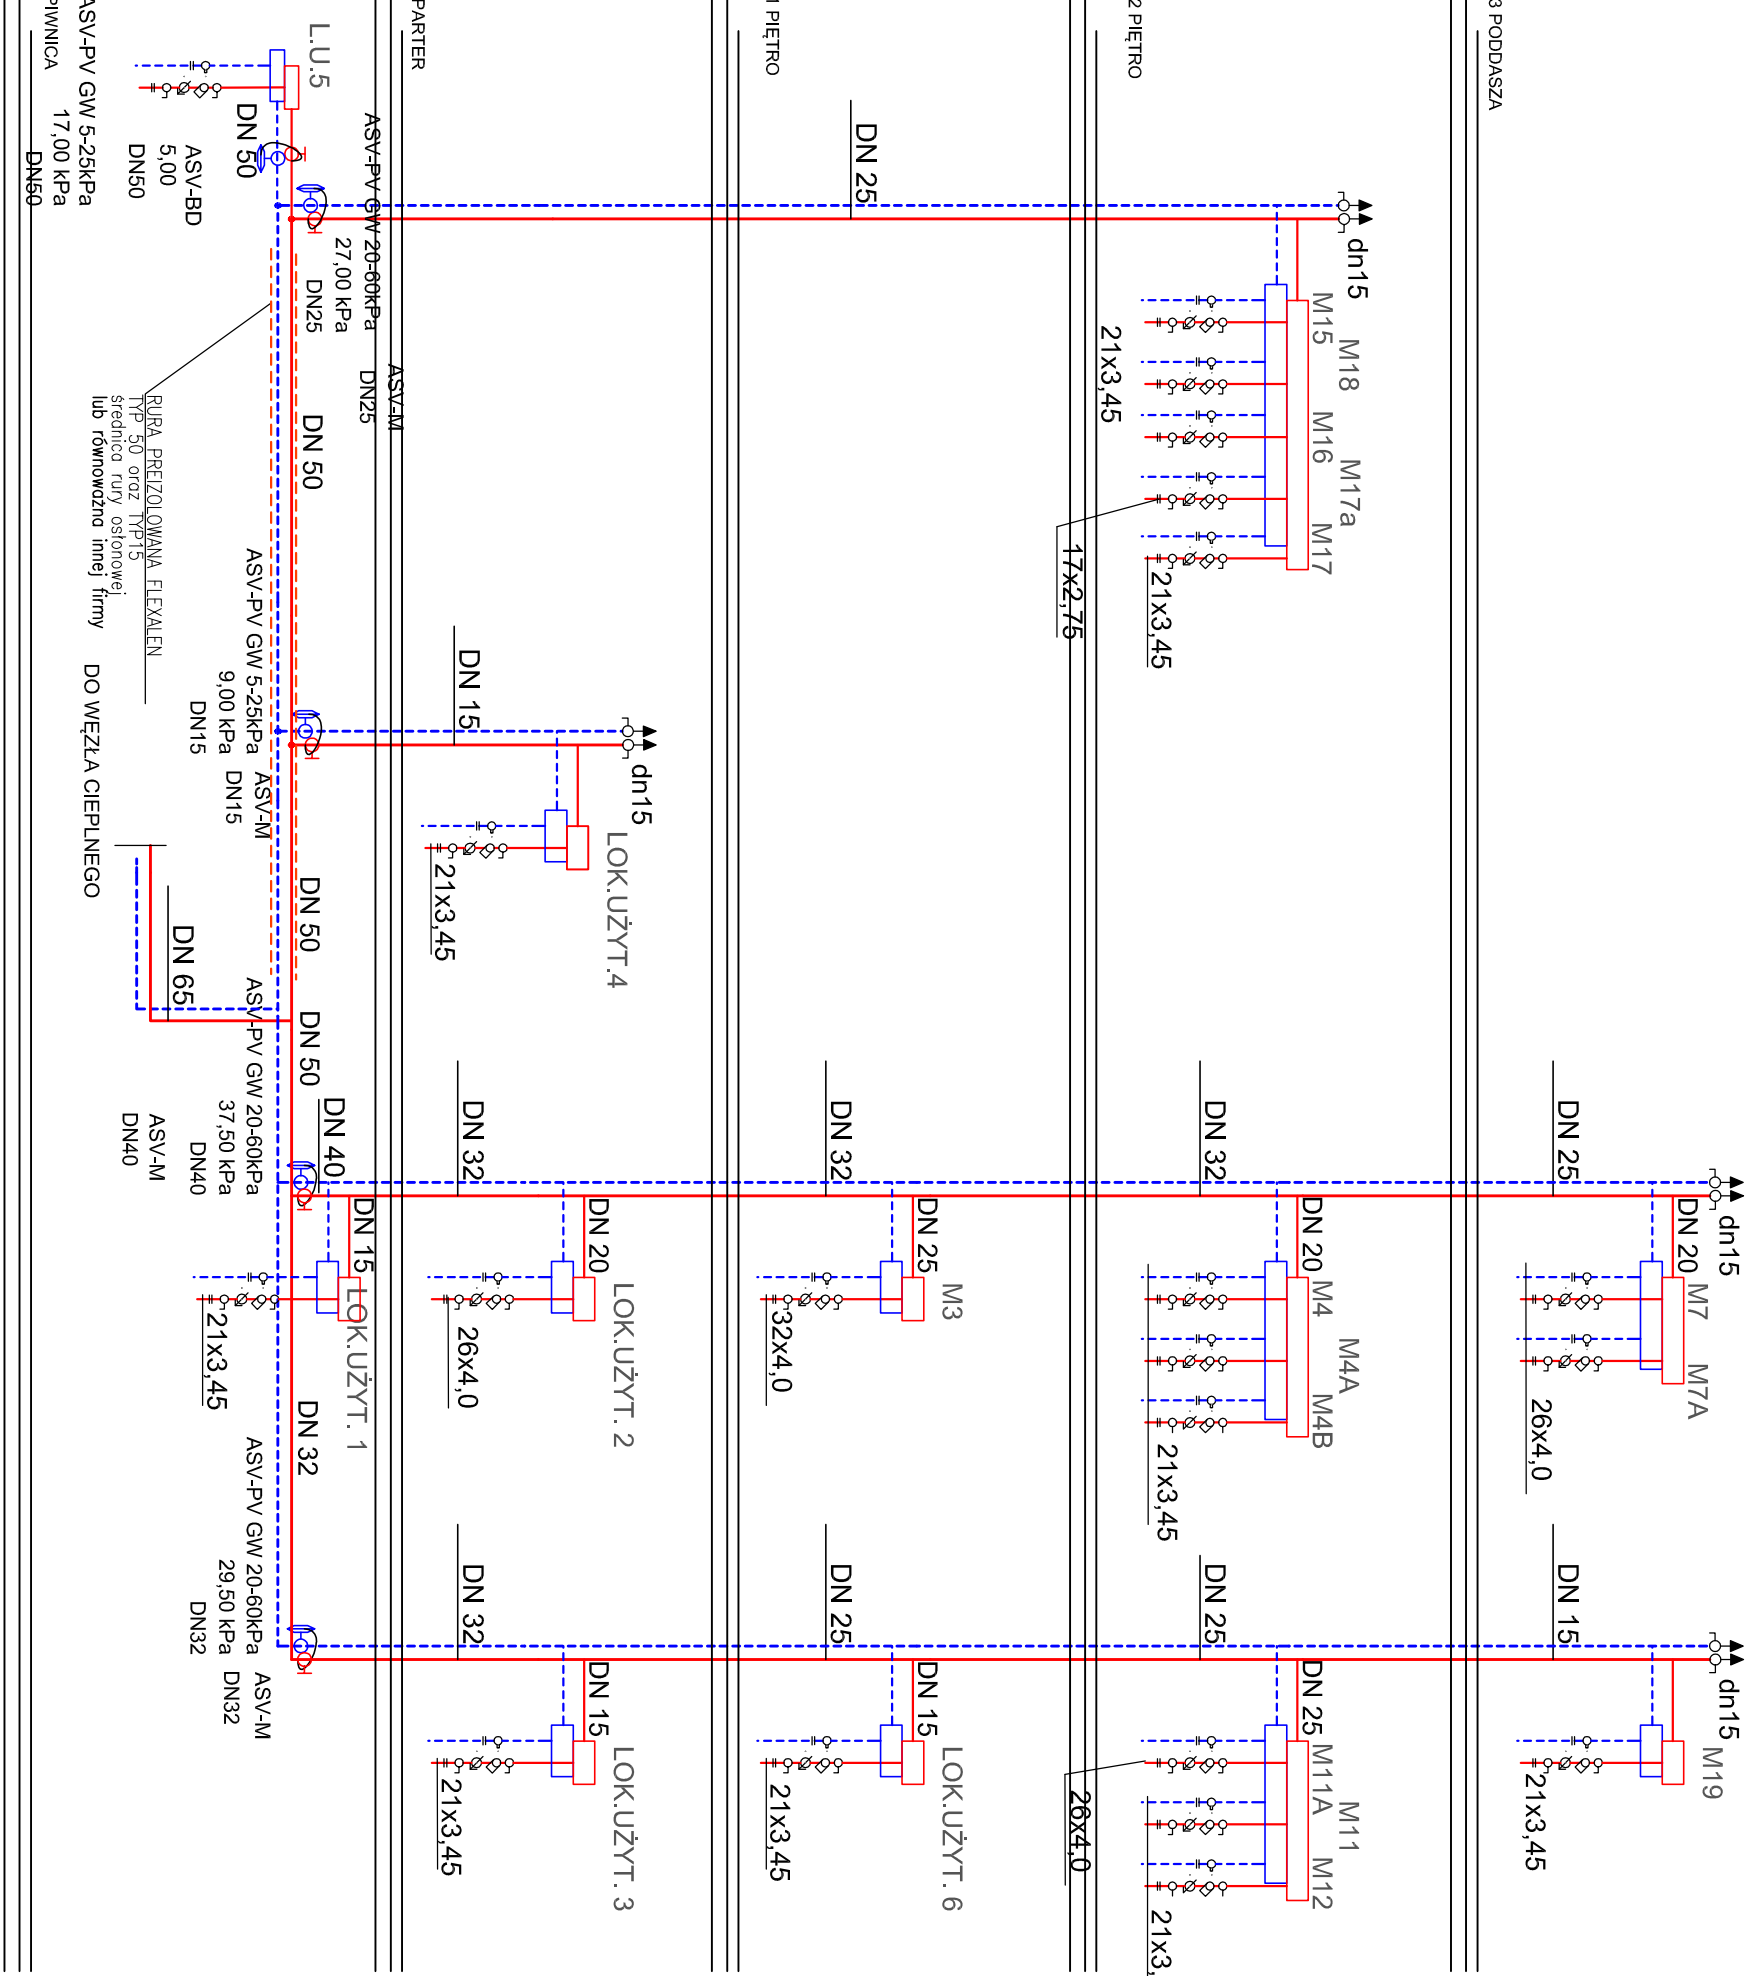 3 PODDASZA
2 PIĘTRO
1 PIĘTRO
PARTER
PIWNICA
DN 25
dn15
M15
M18
M16
M17a
M17
21x3,45
17x2,75
21x3,45
DN 15
dn15
LOK.UŻYT.4
21x3,45
DN 25
dn15
DN 20
M7
M7A
26x4,0
DN 32
DN 20
M4
M4A
M4B
21x3,45
DN 32
DN 25
M3
32x4,0
DN 32
DN 20
LOK.UŻYT. 2
26x4,0
DN 40
DN 15
LOK.UŻYT. 1
21x3,45
DN 15
dn15
M19
21x3,45
DN 25
DN 25
M11A
M11
M12
26x4,0
21x3,
DN 25
DN 15
LOK.UŻYT. 6
21x3,45
DN 32
DN 15
LOK.UŻYT. 3
21x3,45
L.U.5
DN 50
ASV-BD
5,00
DN50
ASV-PV GW 5-25kPa
17,00 kPa
DN50
ASV-PV GW 20-60kPa
27,00 kPa
DN25
ASV-M
DN25
DN 50
RURA PREIZOLOWANA FLEXALEN
TYP 50 oraz TYP15
średnica rury osłonowej
lub równoważna innej firmy
ASV-PV GW 5-25kPa
9,00 kPa
DN15
ASV-M
DN15
DO WĘZŁA CIEPLNEGO
DN 50
DN 65
DN 50
ASV-PV GW 20-60kPa
37,50 kPa
DN40
ASV-M
DN40
DN 32
ASV-PV GW 20-60kPa
29,50 kPa
DN32
ASV-M
DN32